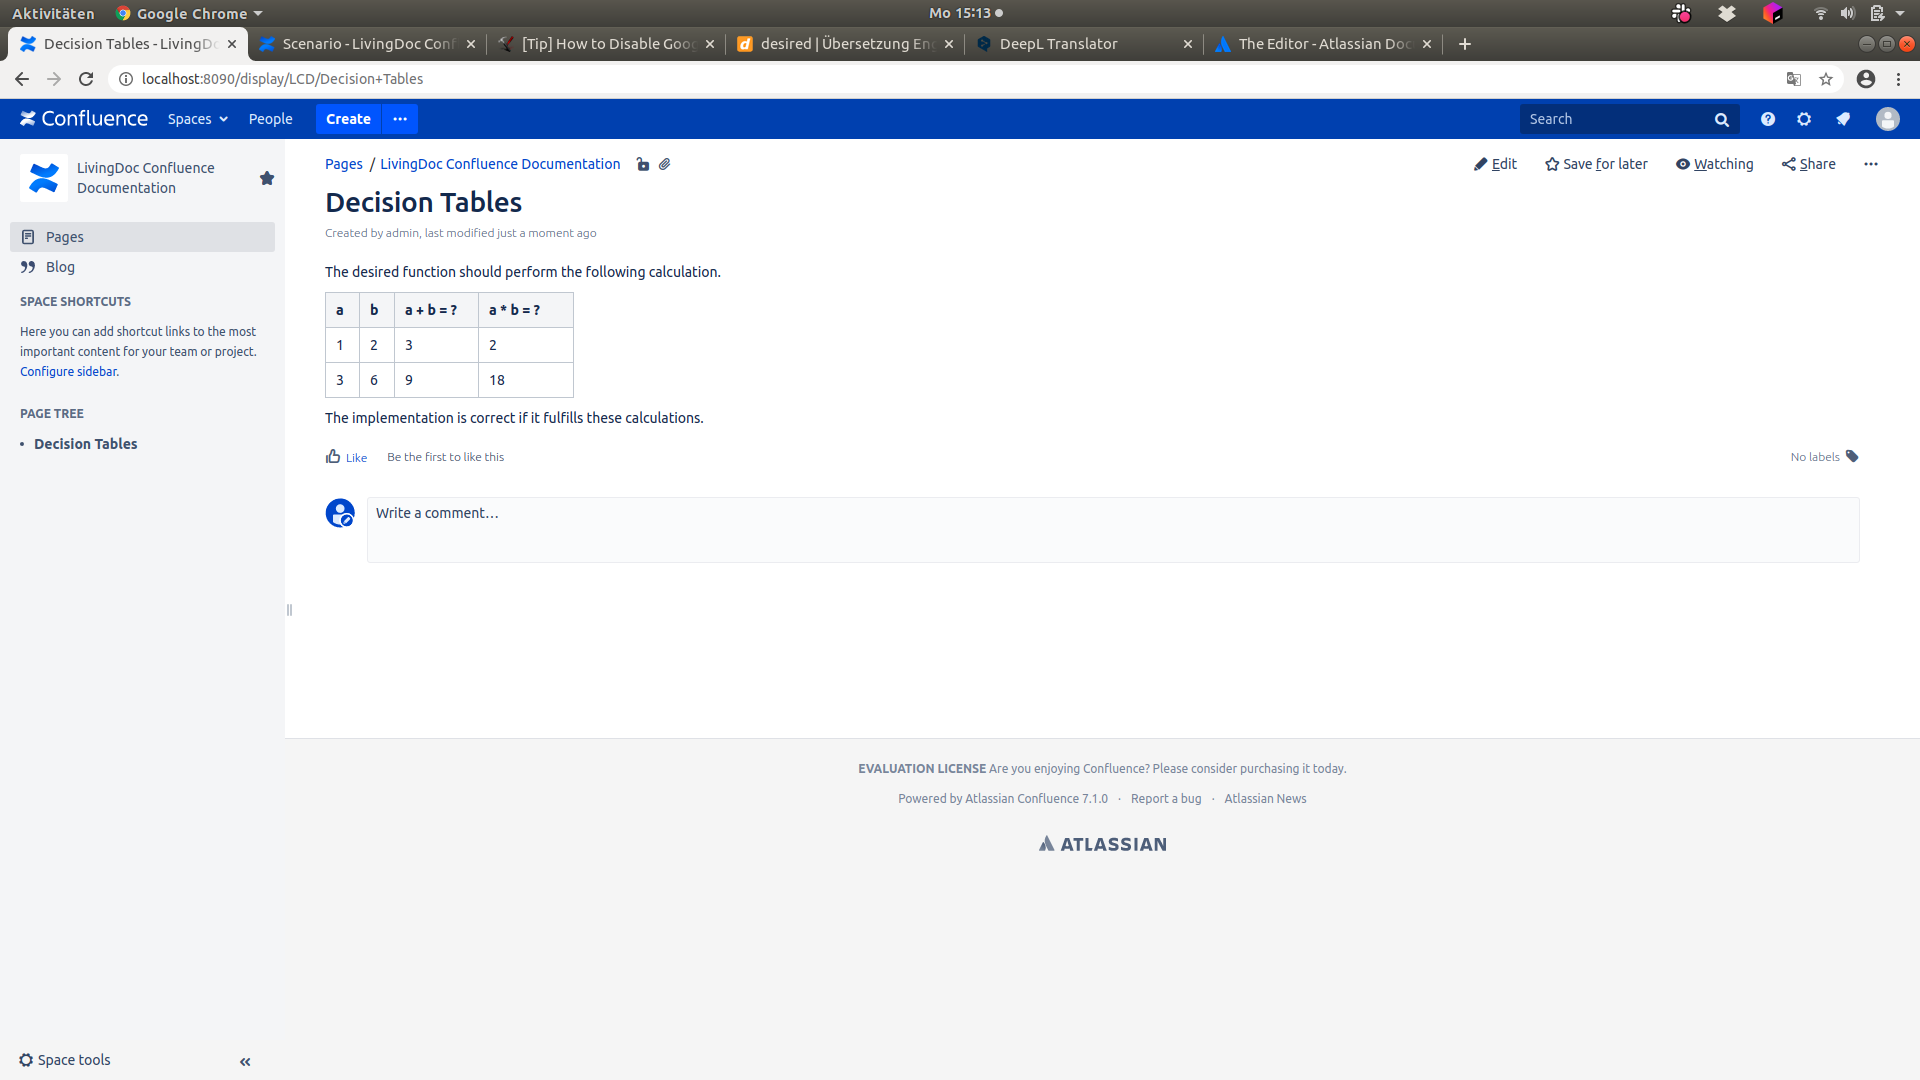 Aktivitäten Google Chrome Mo 15:13
Decision Tables - LivingDo Scenario - LivingDoc Conf [Tip] How to Disable Goog desired | Übersetzung Eng DeepL Translator The Editor - Atlassian Doc
localhost:8090/display/LCD/Decision+Tables
Confluence Spaces People Create Search
LivingDoc Confluence
Documentation
Pages
Blog
SPACE SHORTCUTS
Here you can add shortcut links to the most
important content for your team or project.
Configure sidebar.
PAGE TREE
Decision Tables
Space tools
Pages / LivingDoc Confluence Documentation
Edit Save for later Watching Share
Decision Tables
Created by admin, last modified just a moment ago
The desired function should perform the following calculation.
a b a + b = ? a * b = ?
1 2 3 2
3 6 9 18
The implementation is correct if it fulfills these calculations.
Like Be the first to like this No labels
Write a comment…
EVALUATION LICENSE Are you enjoying Confluence? Please consider purchasing it today.
Powered by Atlassian Confluence 7.1.0 · Report a bug · Atlassian News
ATLASSIAN